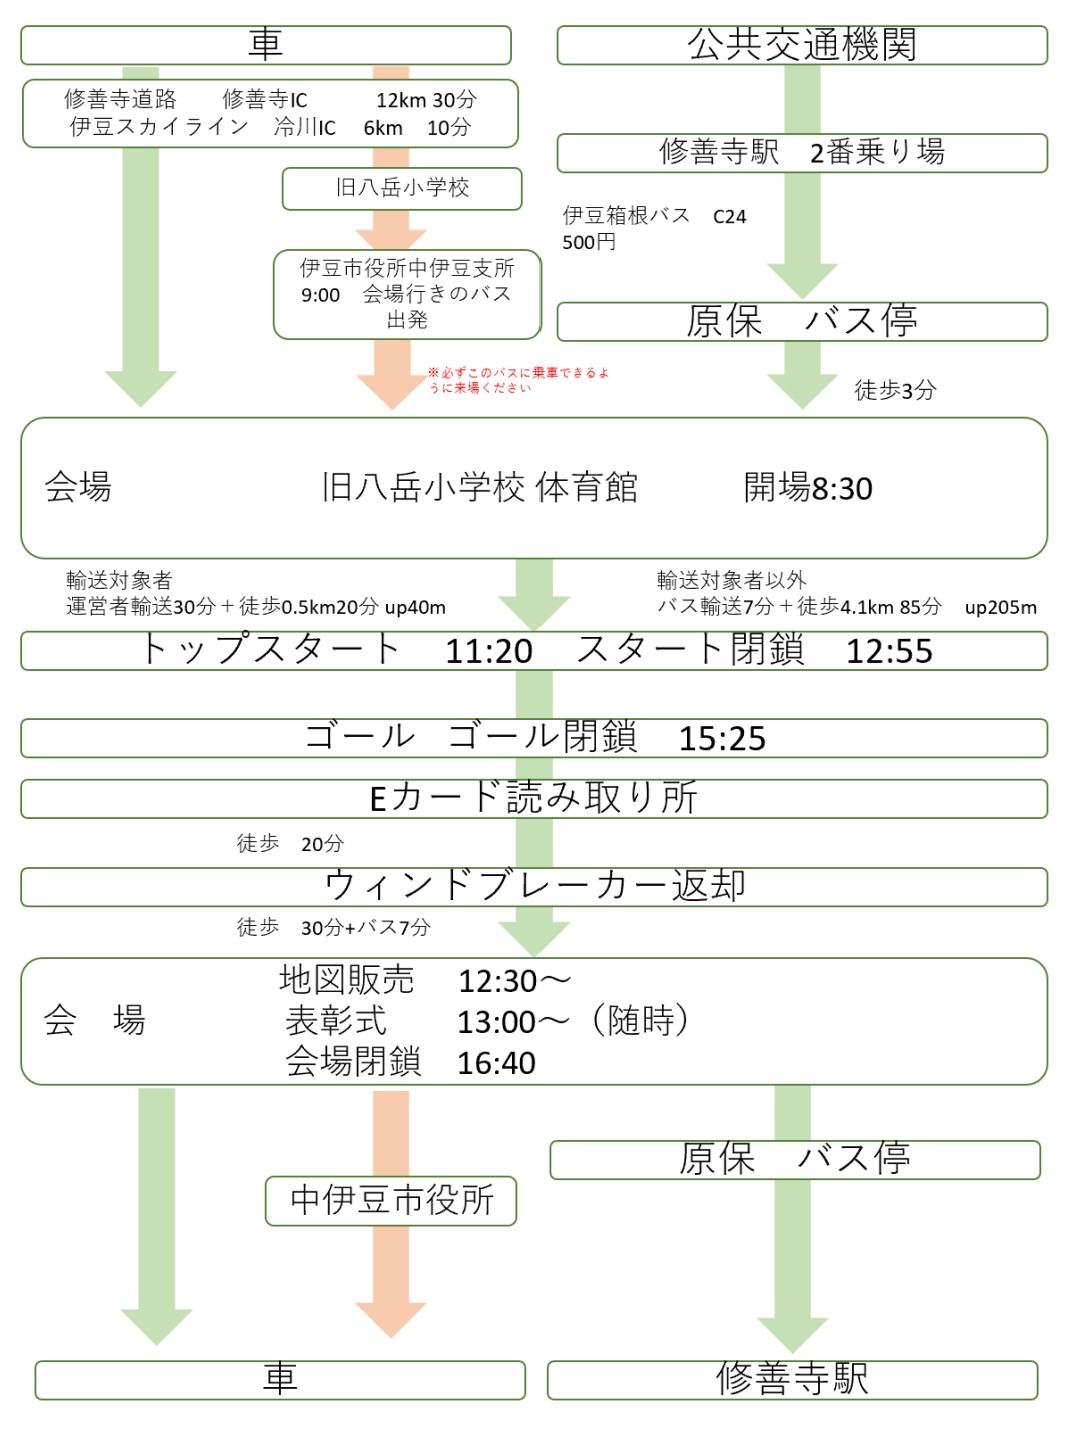 車
公共交通機関
修善寺道路　修善寺IC　12km 30分
伊豆スカイライン　冷川IC　6km　10分
修善寺駅　2番乗り場
旧八岳小学校
伊豆箱根バス　C24
500円
伊豆市役所中伊豆支所
9:00　会場行きのバス
出発
原保　バス停
※必ずこのバスに乗車できるよ
うに来場ください
徒歩3分
会場　旧八岳小学校 体育館　開場8:30
輸送対象者
運営者輸送30分＋徒歩0.5km20分 up40m
輸送対象者以外
バス輸送7分＋徒歩4.1km 85分　up205m
トップスタート　11:20　スタート閉鎖　12:55
ゴール　ゴール閉鎖　15:25
Eカード読み取り所
徒歩　20分
ウィンドブレーカー返却
徒歩　30分+バス7分
地図販売　12:30～
会　場　表彰式　13:00～（随時）
会場閉鎖　16:40
原保　バス停
中伊豆市役所
車
修善寺駅